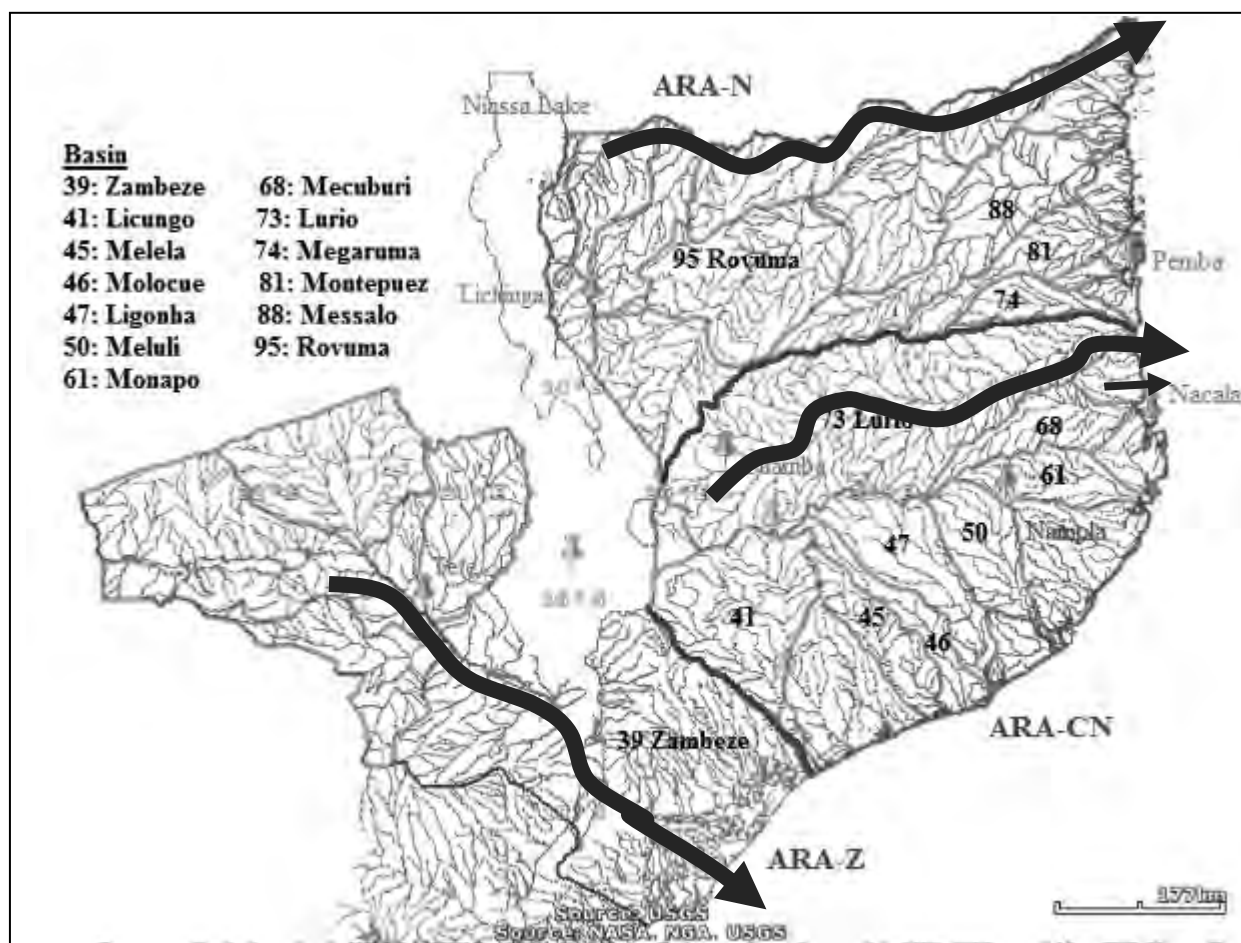 ARA-N
Niassa Lake
Basin
39: Zambeze 68: Mecuburi
41: Licungo 73: Lurio
45: Melela 74: Megaruma
46: Molocue 81: Montepuez
47: Ligonha 88: Messalo
50: Meluli 95: Rovuma
61: Monapo
88
81
95 Rovuma
Pemba
Lichinga
74
Nacala
73 Lurio
68
61
50
47
Nampla
Tete
41
45
46
39 Zambeze
ARA-CN
ARA-Z
177km
Source: USGS
Source: NASA, NGA, USGS